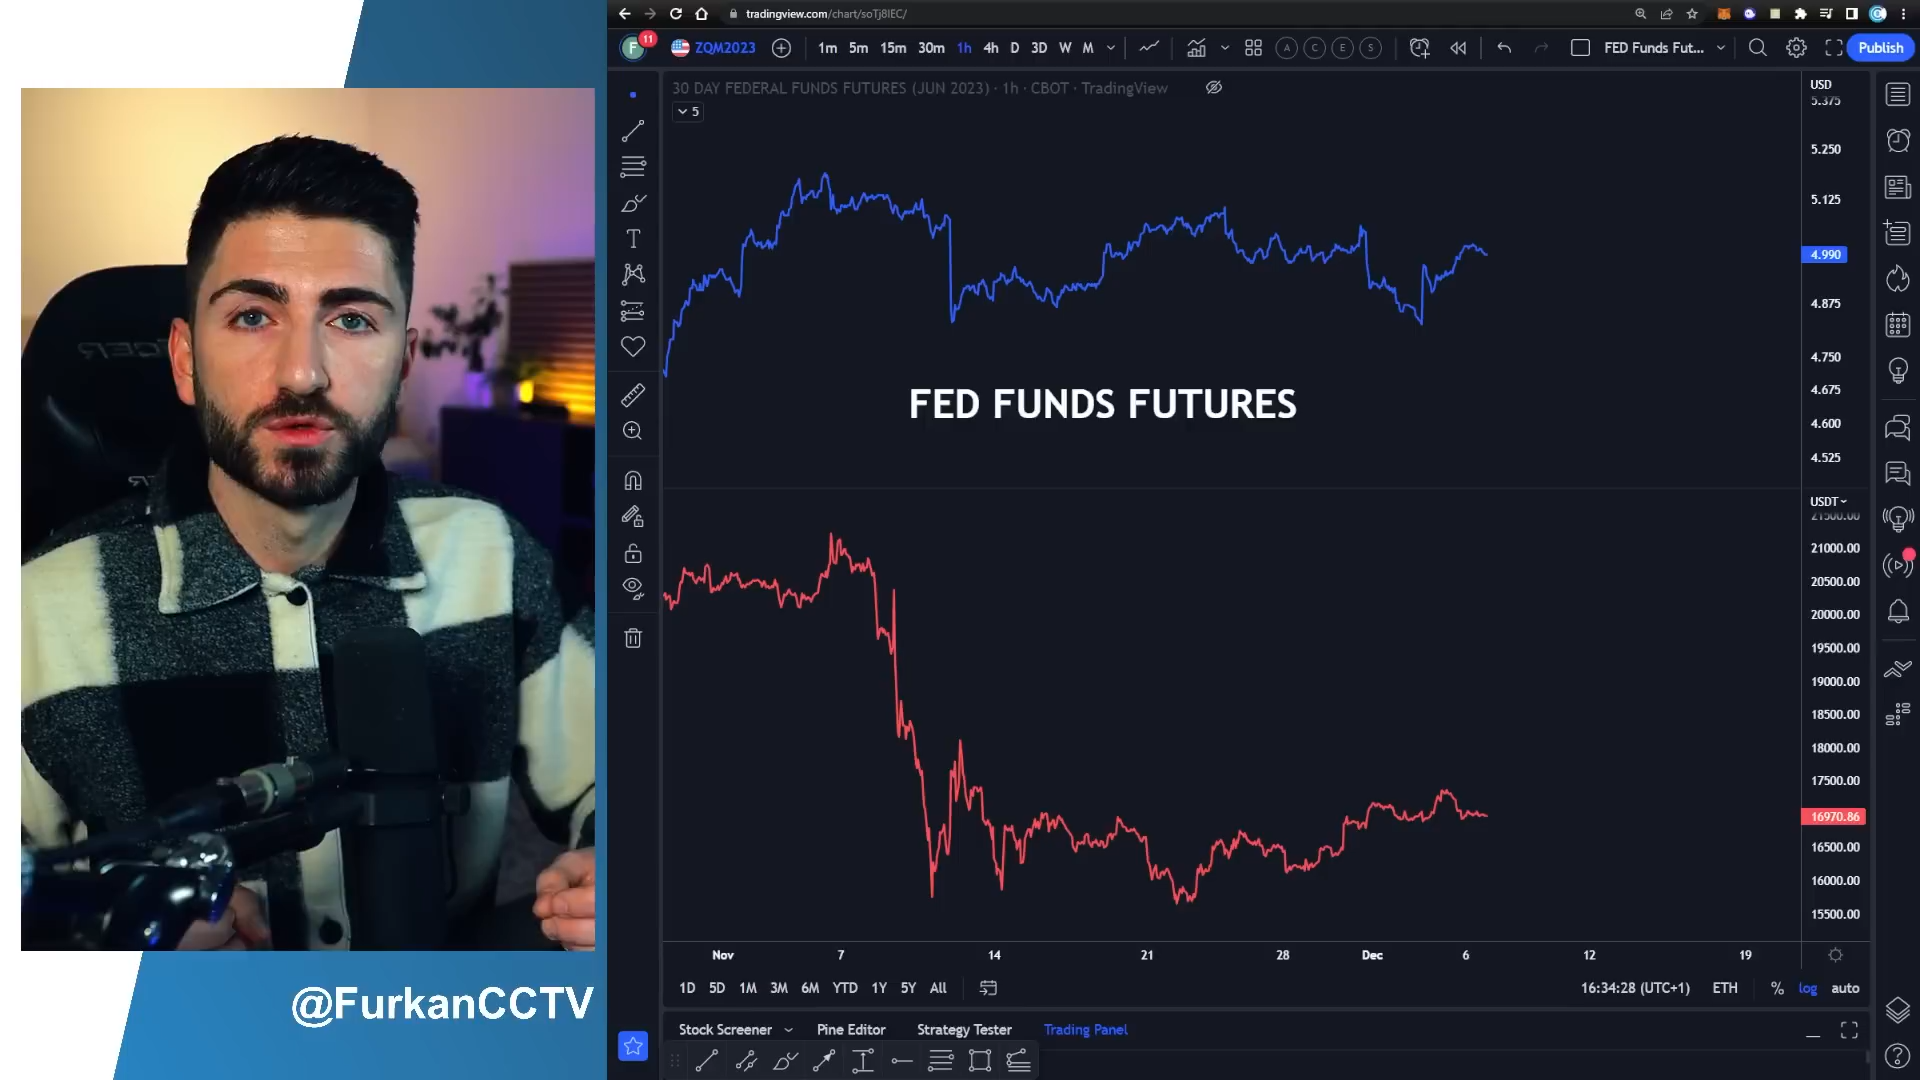 tradingview.com/chart/soTj8IEC/
F 11 ZQM2023 1m 5m 15m 30m 1h 4h D 3D W M A C E S FED Funds Fut... Publish
30 DAY FEDERAL FUNDS FUTURES (JUN 2023) · 1h · CBOT · TradingView
5
USD
5.375
5.250
5.125
4.990
4.875
4.750
4.675
4.600
4.525
FED FUNDS FUTURES
USDT
21500.00
21000.00
20500.00
20000.00
19500.00
19000.00
18500.00
18000.00
17500.00
16970.86
16500.00
16000.00
15500.00
Nov 7 14 21 28 Dec 6 12 19
1D 5D 1M 3M 6M YTD 1Y 5Y All 16:34:28 (UTC+1) ETH % log auto
Stock Screener Pine Editor Strategy Tester Trading Panel
@FurkanCCTV